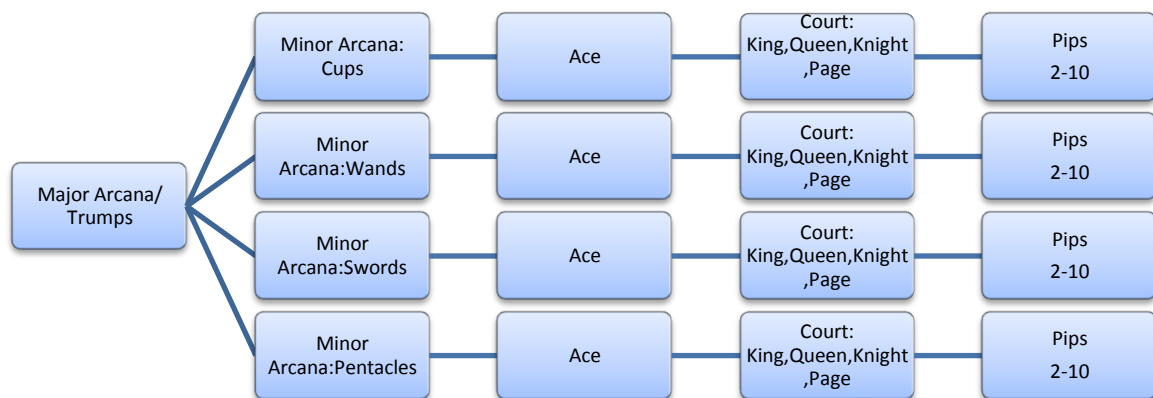 Minor Arcana:
Cups
Ace
Court:
King,Queen,Knight
,Page
Pips
2-10
Minor
Arcana:Wands
Ace
Court:
King,Queen,Knight
,Page
Pips
2-10
Major Arcana/
Trumps
Minor
Arcana:Swords
Ace
Court:
King,Queen,Knight
,Page
Pips
2-10
Minor
Arcana:Pentacles
Ace
Court:
King,Queen,Knight
,Page
Pips
2-10